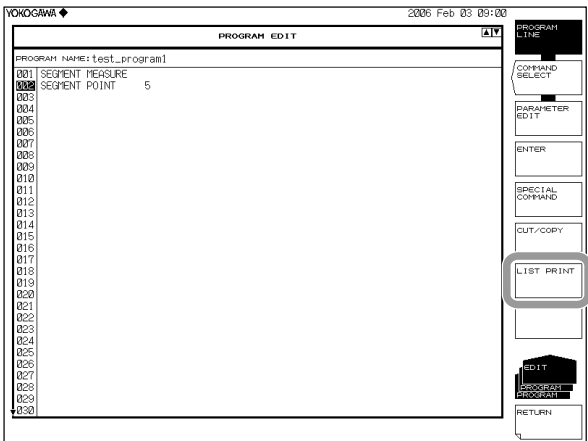 YOKOGAWA◆ 2006 Feb 03 09:00
PROGRAM EDIT ▲▼
PROGRAM NAME:test_program1
001 SEGMENT MEASURE
002 SEGMENT POINT 5
003
004
005
006
007
008
009
010
011
012
013
014
015
016
017
018
019
020
021
022
023
024
025
026
027
028
029
030
PROGRAM
LINE
COMMAND
SELECT
PARAMETER
EDIT
ENTER
SPECIAL
COMMAND
CUT/COPY
LIST PRINT
EDIT
PROGRAM
PROGRAM
RETURN